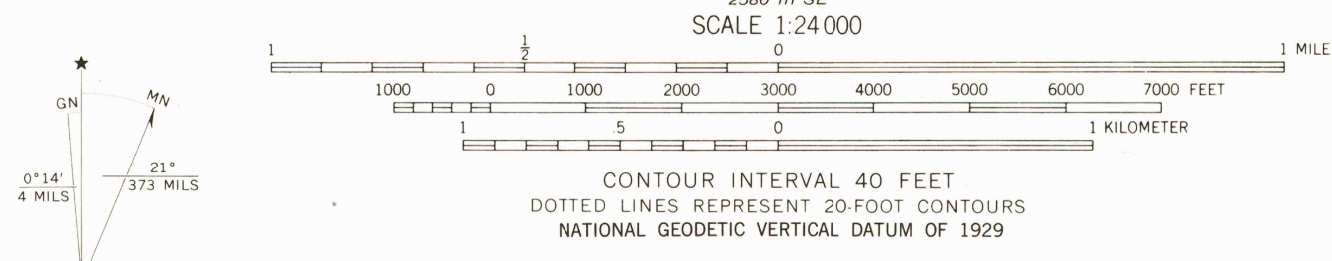 SCALE 1:24 000
1 ½ 0 1 MILE
1000 0 1000 2000 3000 4000 5000 6000 7000 FEET
1 .5 0 1 KILOMETER
CONTOUR INTERVAL 40 FEET
DOTTED LINES REPRESENT 20-FOOT CONTOURS
NATIONAL GEODETIC VERTICAL DATUM OF 1929
GN MN
0°14'
4 MILS
21°
373 MILS